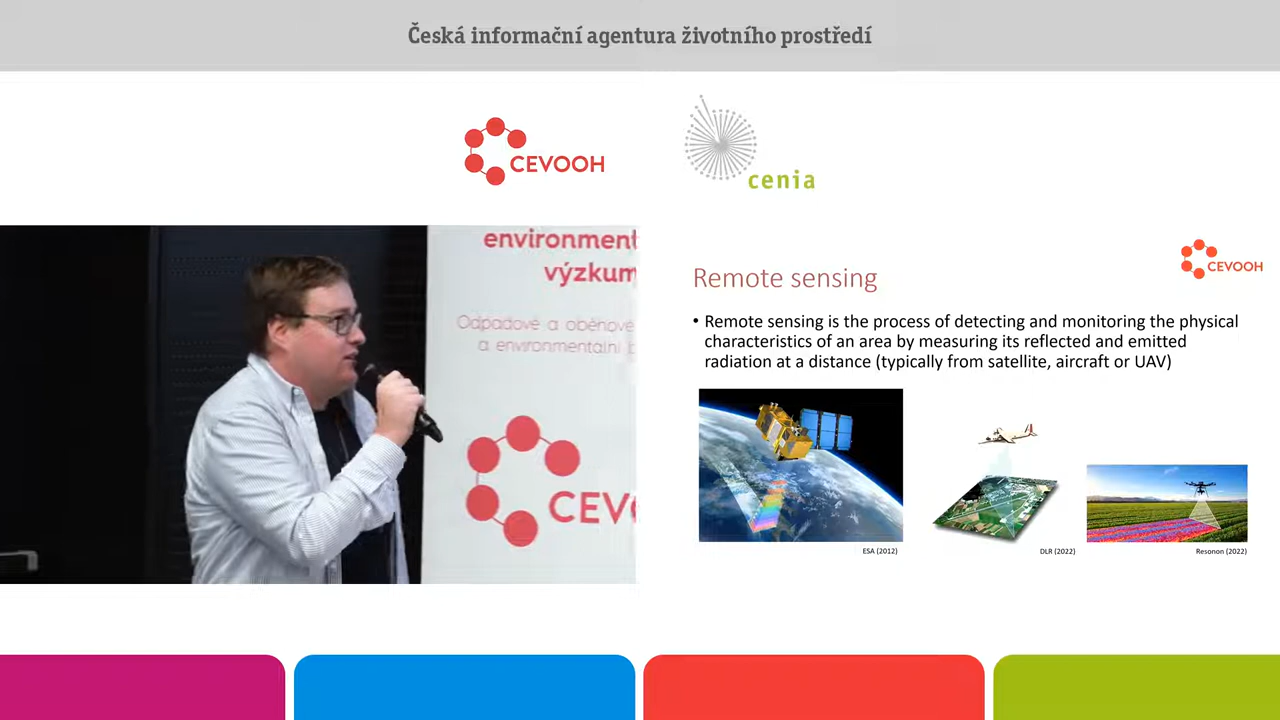 Česká informační agentura životního prostředí
CEVOOH
cenia
environment
výzkum
Odpadové a oběhové
a environmentální
CEVO
CEVOOH
Remote sensing
• Remote sensing is the process of detecting and monitoring the physical
characteristics of an area by measuring its reflected and emitted
radiation at a distance (typically from satellite, aircraft or UAV)
ESA (2012)
DLR (2022)
Resonon (2022)